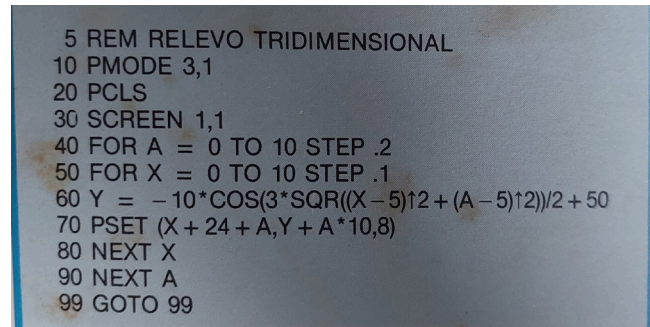 5 REM RELEVO TRIDIMENSIONAL
10 PMODE 3,1
20 PCLS
30 SCREEN 1,1
40 FOR A = 0 TO 10 STEP .2
50 FOR X = 0 TO 10 STEP .1
60 Y = −10*COS(3*SQR((X−5)↑2+(A−5)↑2))/2+50
70 PSET (X+24+A,Y+A*10,8)
80 NEXT X
90 NEXT A
99 GOTO 99